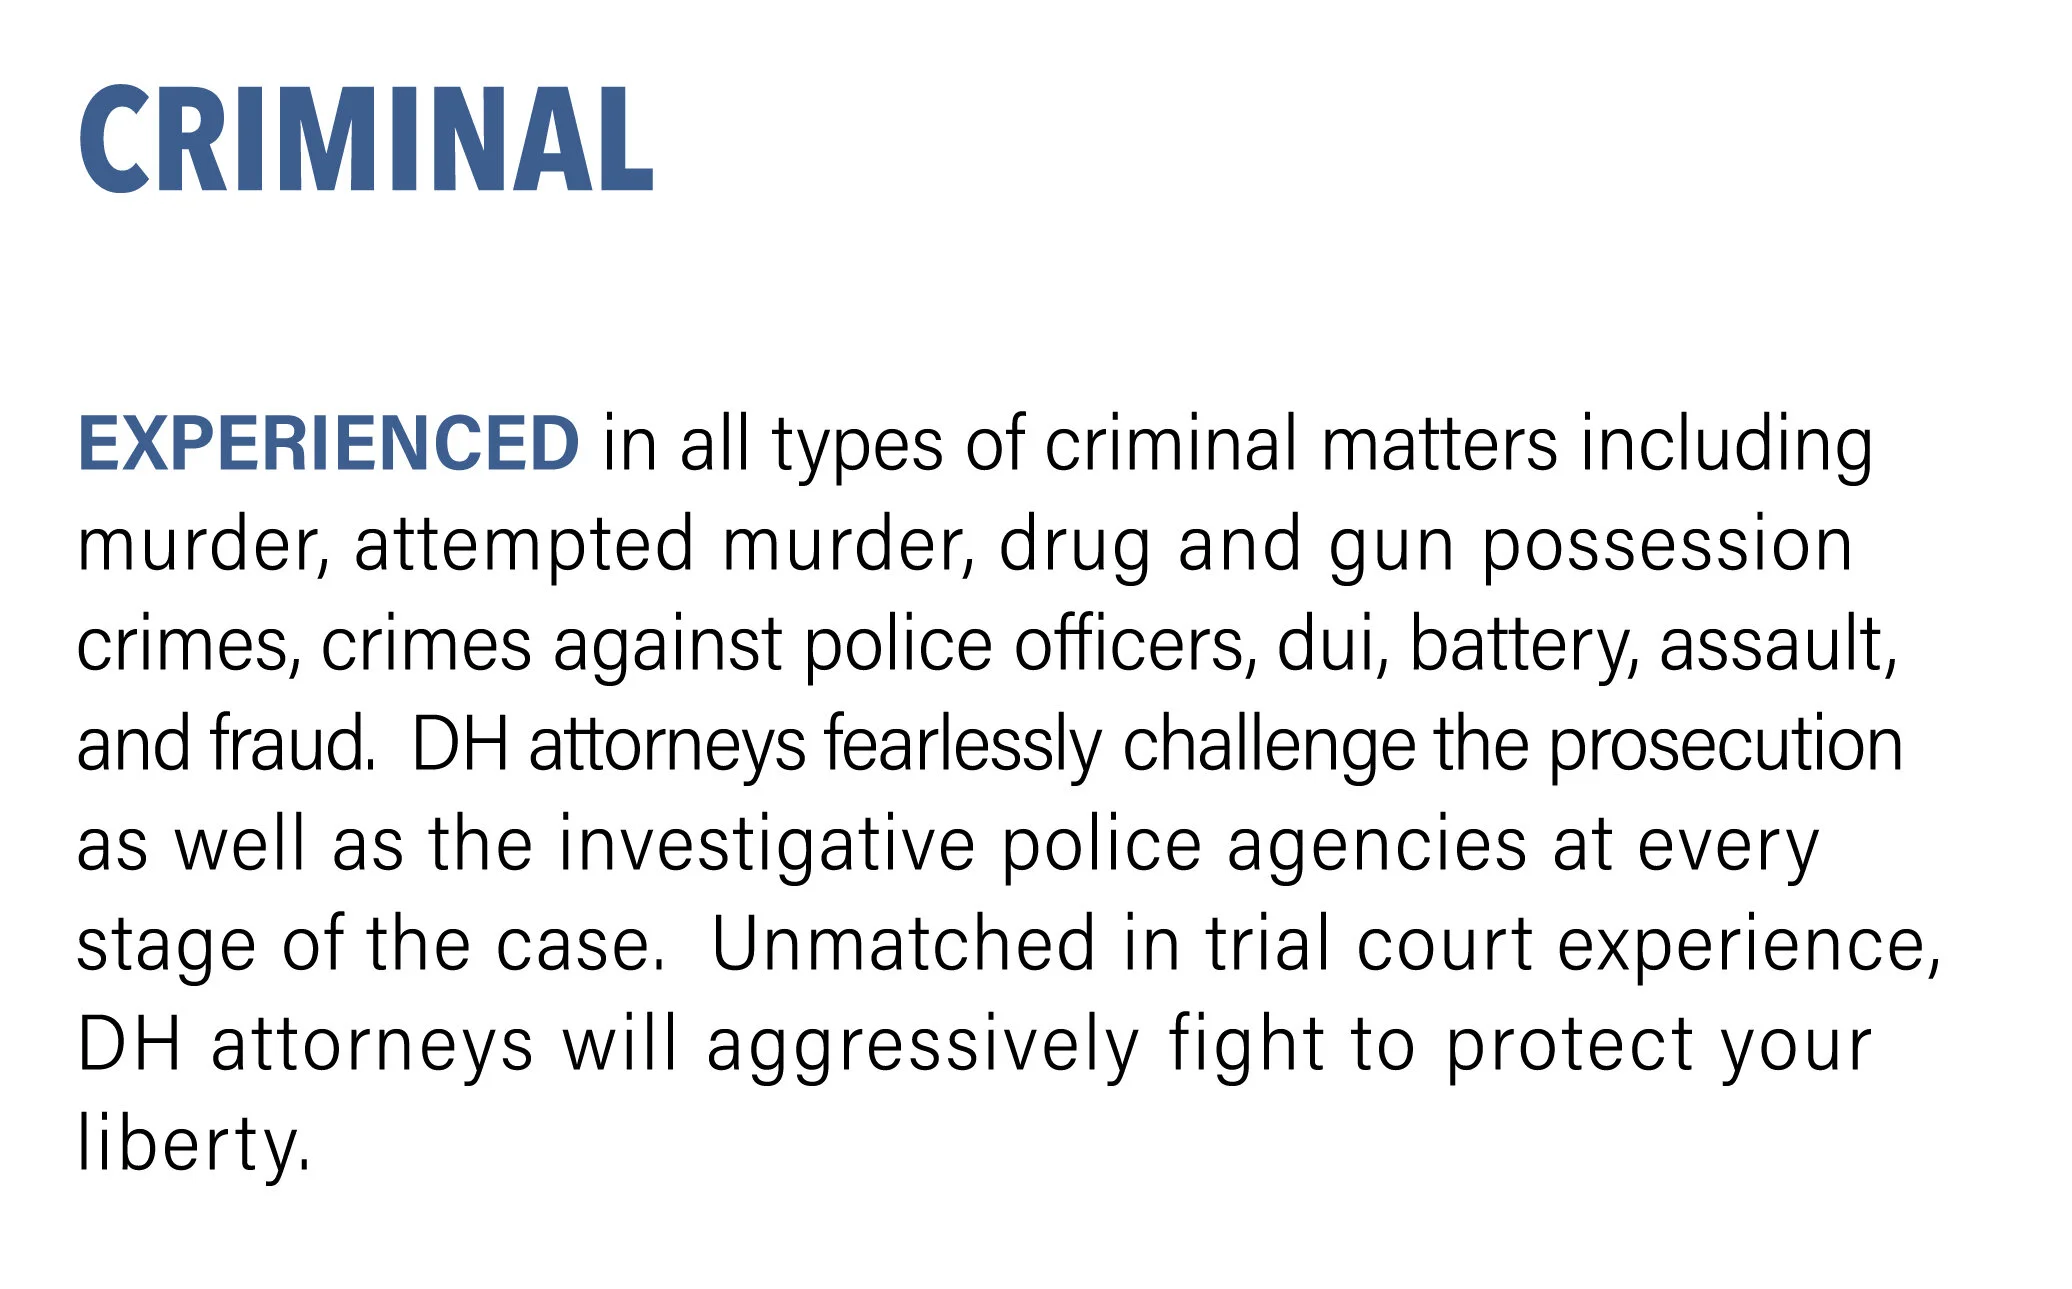 CRIMINAL
EXPERIENCED in all types of criminal matters including
murder, attempted murder, drug and gun possession
crimes, crimes against police officers, dui, battery, assault,
and fraud.  DH attorneys fearlessly challenge the prosecution
as well as the investigative police agencies at every
stage of the case.  Unmatched in trial court experience,
DH attorneys will aggressively fight to protect your
liberty.